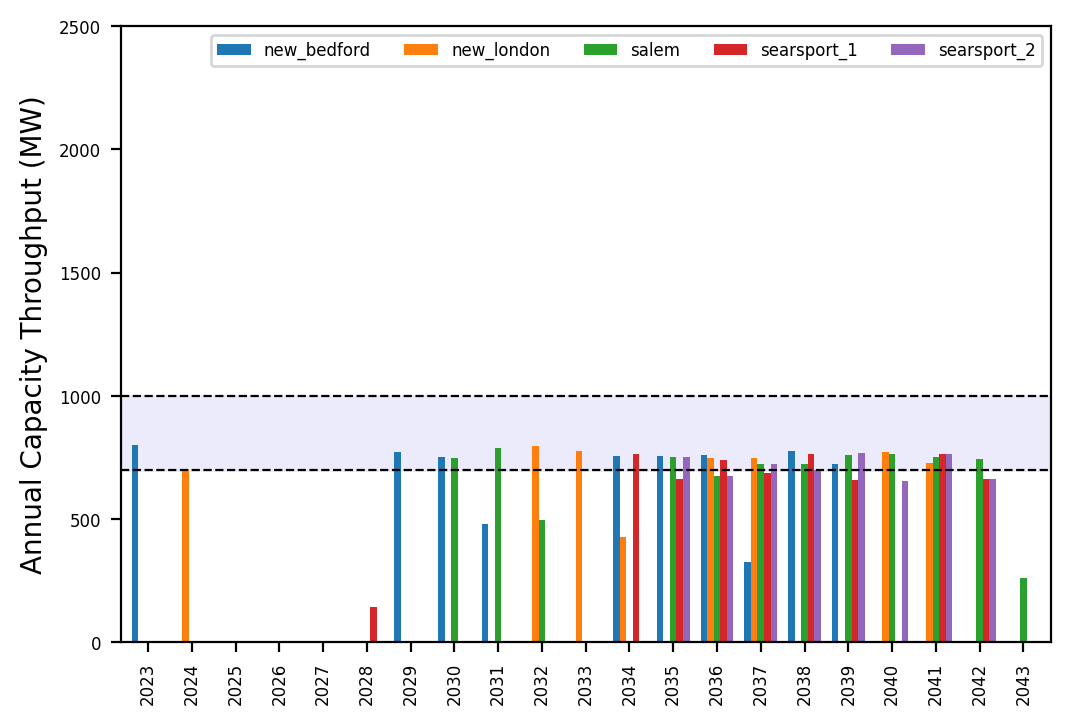 2500
new_bedford new_london salem searsport_1 searsport_2
2000
1500
1000
500
0
Annual Capacity Throughput (MW)
2023 2024 2025 2026 2027 2028 2029 2030 2031 2032 2033 2034 2035 2036 2037 2038 2039 2040 2041 2042 2043